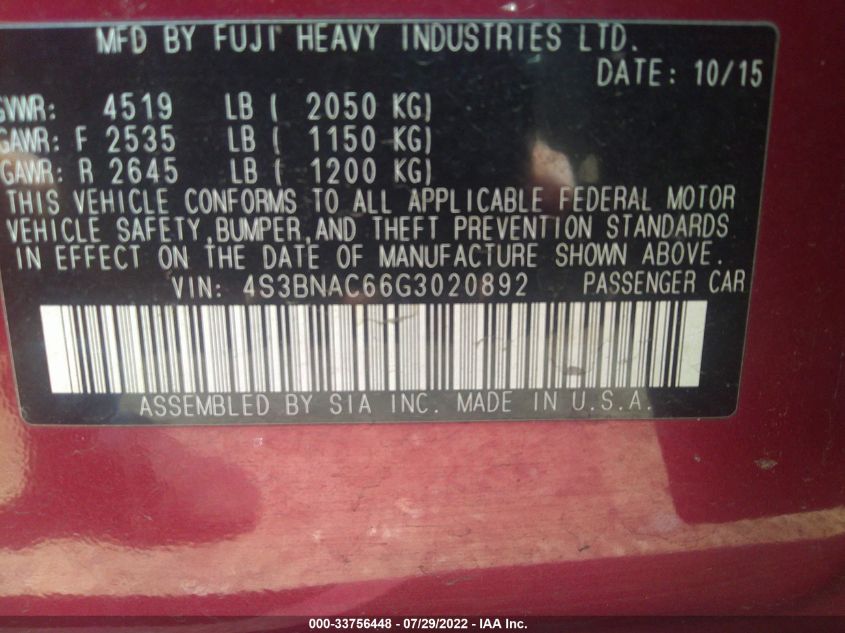 MFD BY FUJI HEAVY INDUSTRIES LTD.
DATE: 10/15
GVWR: 4519 LB ( 2050 KG)
GAWR: F 2535 LB ( 1150 KG)
GAWR: R 2645 LB ( 1200 KG)
THIS VEHICLE CONFORMS TO ALL APPLICABLE FEDERAL MOTOR
VEHICLE SAFETY,BUMPER,AND THEFT PREVENTION STANDARDS
IN EFFECT ON THE DATE OF MANUFACTURE SHOWN ABOVE.
VIN: 4S3BNAC66G3020892 PASSENGER CAR
ASSEMBLED BY SIA INC. MADE IN U.S.A.
000-33756448 - 07/29/2022 - IAA Inc.